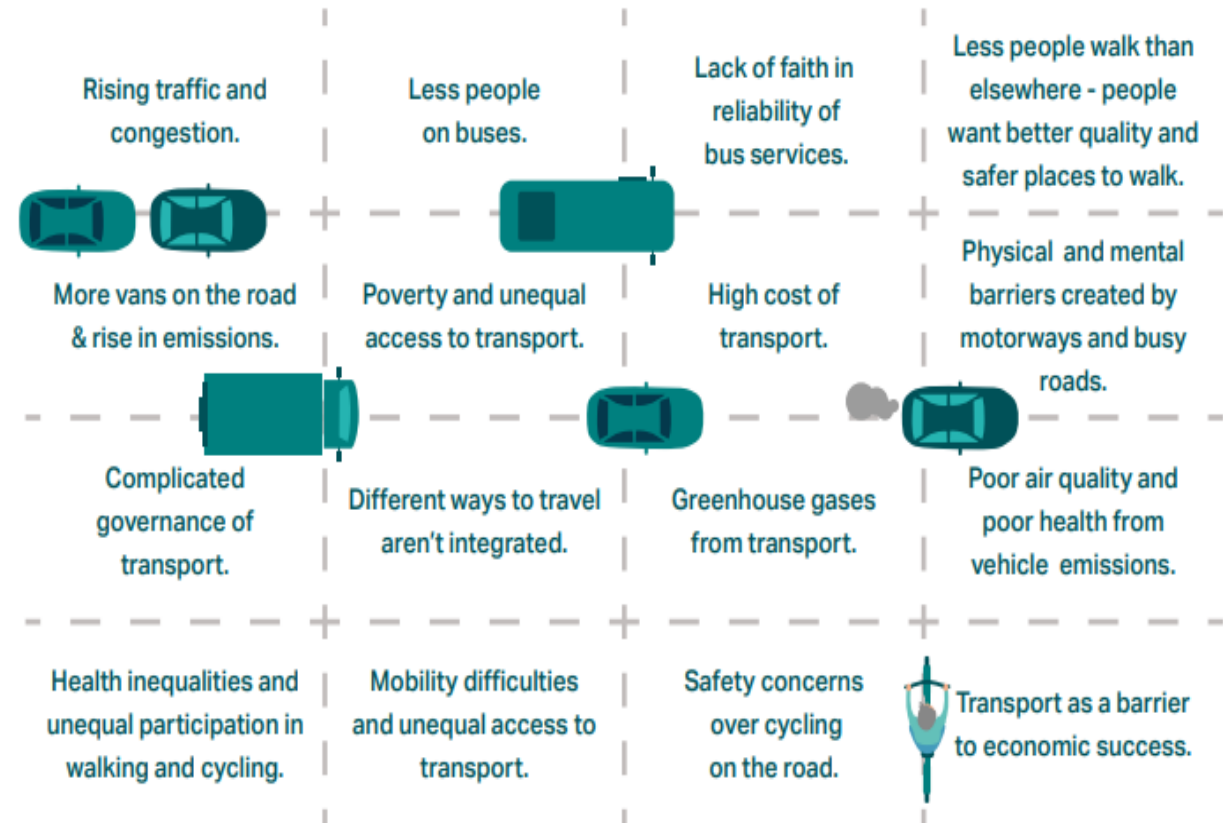 Rising traffic and
congestion.
Less people
on buses.
Lack of faith in
reliability of
bus services.
Less people walk than
elsewhere - people
want better quality and
safer places to walk.
More vans on the road
& rise in emissions.
Poverty and unequal
access to transport.
High cost of
transport.
Physical and mental
barriers created by
motorways and busy
roads.
Complicated
governance of
transport.
Different ways to travel
aren't integrated.
Greenhouse gases
from transport.
Poor air quality and
poor health from
vehicle emissions.
Health inequalities and
unequal participation in
walking and cycling.
Mobility difficulties
and unequal access to
transport.
Safety concerns
over cycling
on the road.
Transport as a barrier
to economic success.